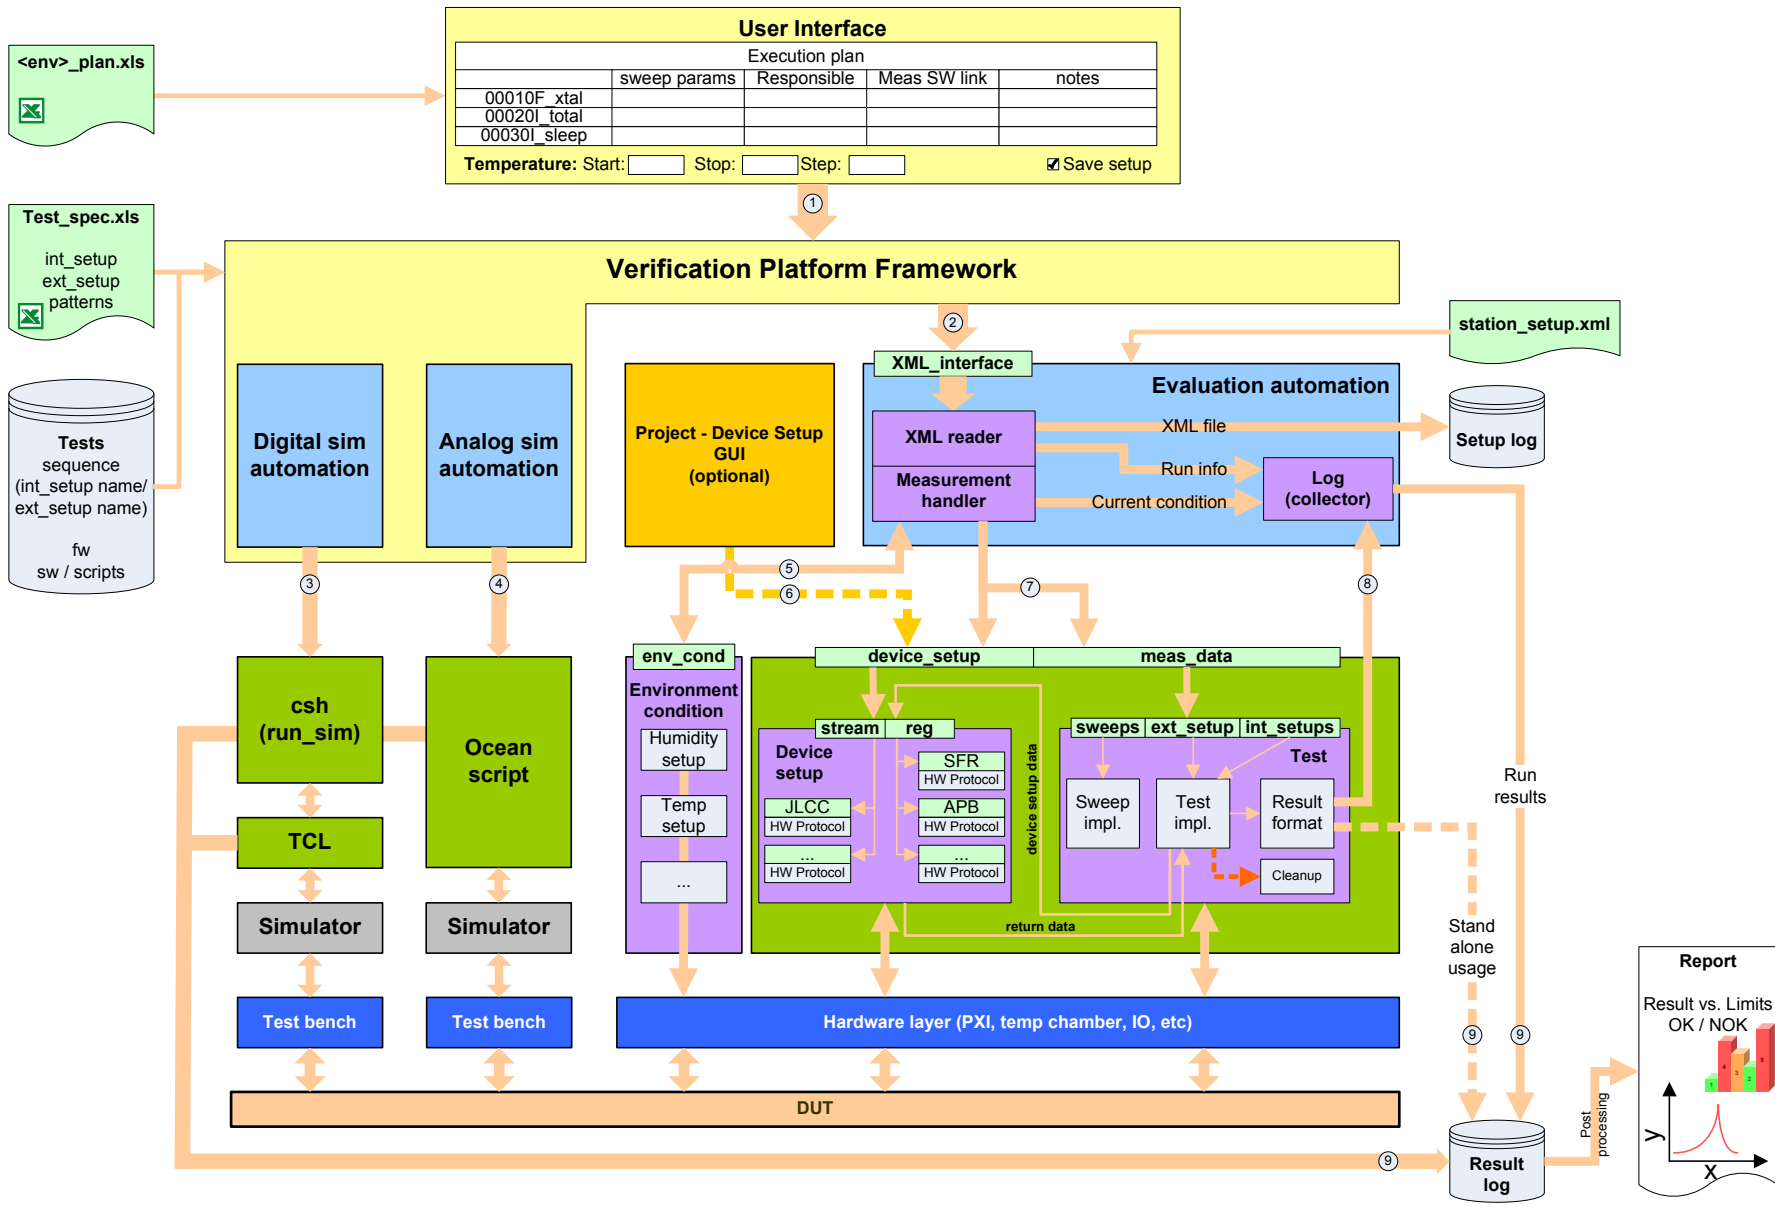 User Interface
Execution plan
sweep params Responsible Meas SW link notes
00010F_xtal
00020I_total
00030I_sleep
Temperature: Start: Stop: Step: Save setup
<env>_plan.xls
1
Test_spec.xls
int_setup
ext_setup
patterns
Verification Platform Framework
2
station_setup.xml
Tests
sequence
(int_setup name/
ext_setup name)
fw
sw / scripts
Digital sim
automation
Analog sim
automation
Project - Device Setup
GUI
(optional)
XML_interface
Evaluation automation
XML reader
Measurement
handler
XML file
Run info
Current condition
Log
(collector)
Setup log
3
4
5
6
7
8
csh
(run_sim)
Ocean
script
TCL
Simulator
Simulator
Test bench
Test bench
env_cond
Environment
condition
Humidity
setup
Temp
setup
...
device_setup
meas_data
stream
reg
Device
setup
SFR
HW Protocol
JLCC
HW Protocol
APB
HW Protocol
...
HW Protocol
...
HW Protocol
device setup data
return data
sweeps
ext_setup
int_setups
Test
Sweep
impl.
Test
impl.
Result
format
Cleanup
Run
results
Stand
alone
usage
9
9
Hardware layer (PXI, temp chamber, IO, etc)
DUT
9
Result
log
Post
processing
Report
Result vs. Limits
OK / NOK
1
4
3
2
5
y
x